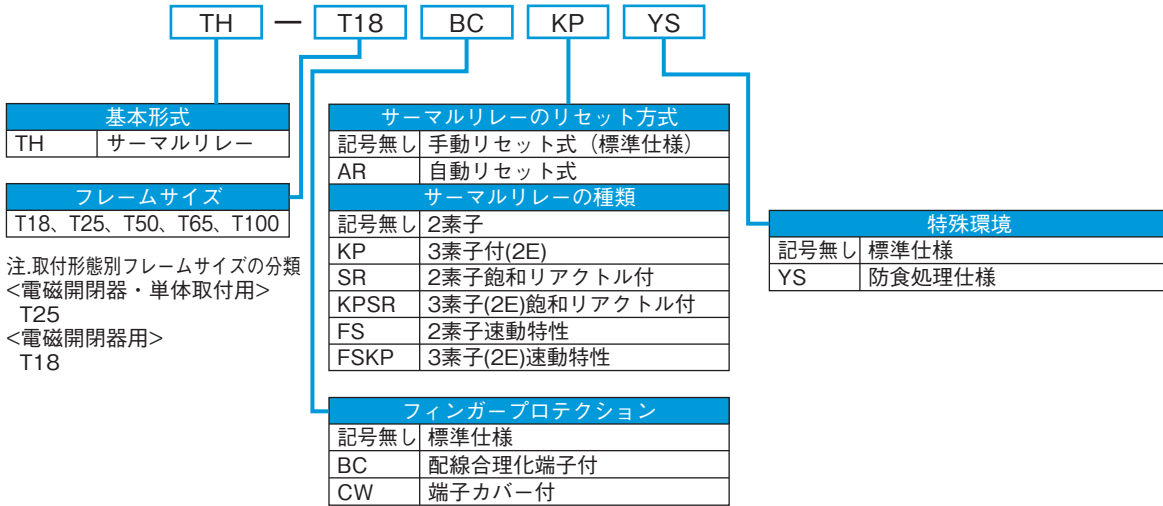 TH ー T18 BC KP YS
基本形式
TH サーマルリレー
フレームサイズ
T18、T25、T50、T65、T100
注.取付形態別フレームサイズの分類
<電磁開閉器・単体取付用>
T25
<電磁開閉器用>
T18
サーマルリレーのリセット方式
記号無し 手動リセット式（標準仕様）
AR 自動リセット式
サーマルリレーの種類
記号無し 2素子
KP 3素子付(2E)
SR 2素子飽和リアクトル付
KPSR 3素子(2E)飽和リアクトル付
FS 2素子速動特性
FSKP 3素子(2E)速動特性
フィンガープロテクション
記号無し 標準仕様
BC 配線合理化端子付
CW 端子カバー付
特殊環境
記号無し 標準仕様
YS 防食処理仕様